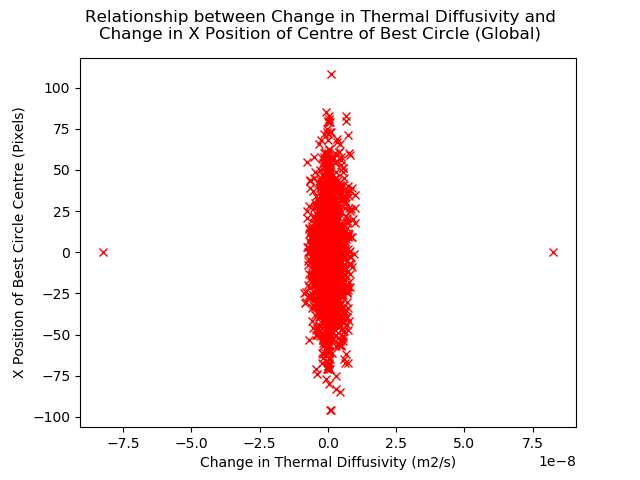 Relationship between Change in Thermal Diffusivity and
Change in X Position of Centre of Best Circle (Global)
X Position of Best Circle Centre (Pixels)
100
75
50
25
0
−25
−50
−75
−100
−7.5 −5.0 −2.5 0.0 2.5 5.0 7.5
1e−8
Change in Thermal Diffusivity (m2/s)